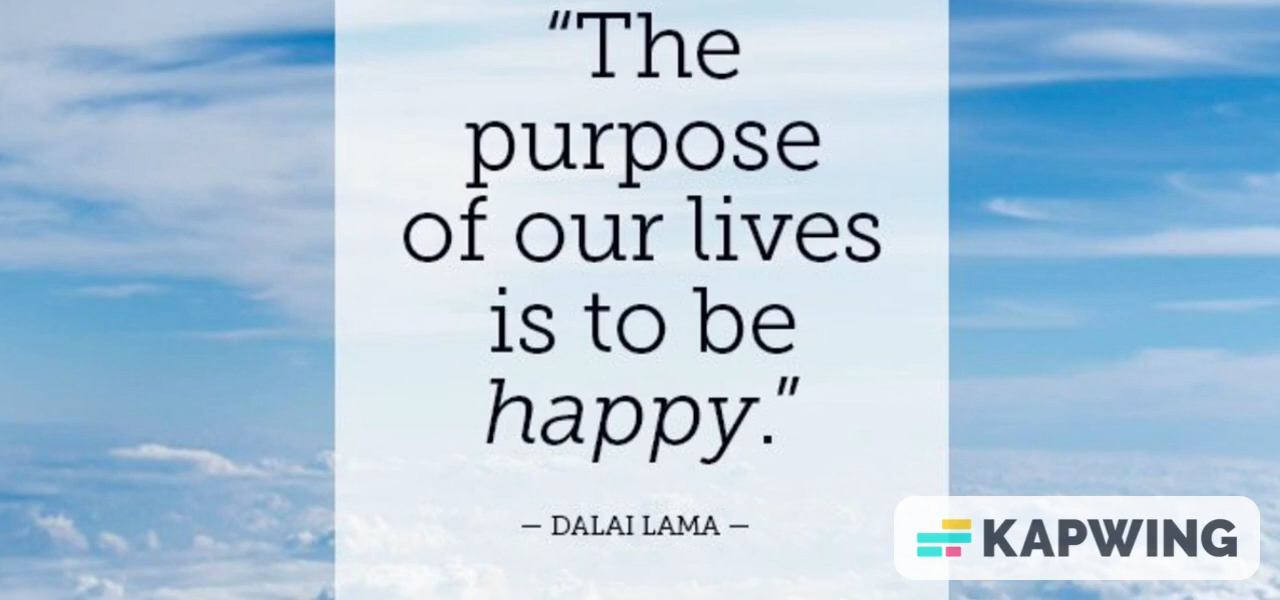 “The
purpose
of our lives
is to be
happy.”
— DALAI LAMA —
KAPWING